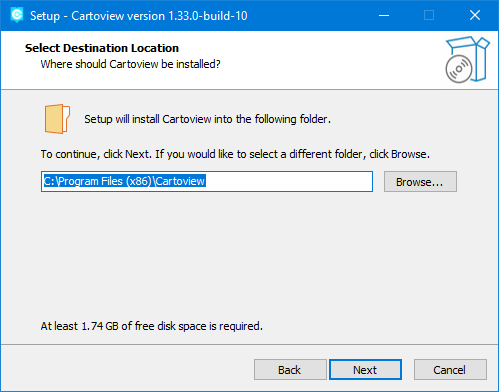 Setup - Cartoview version 1.33.0-build-10
Select Destination Location
Where should Cartoview be installed?
Setup will install Cartoview into the following folder.
To continue, click Next. If you would like to select a different folder, click Browse.
C:\Program Files (x86)\Cartoview
Browse...
At least 1.74 GB of free disk space is required.
Back
Next
Cancel